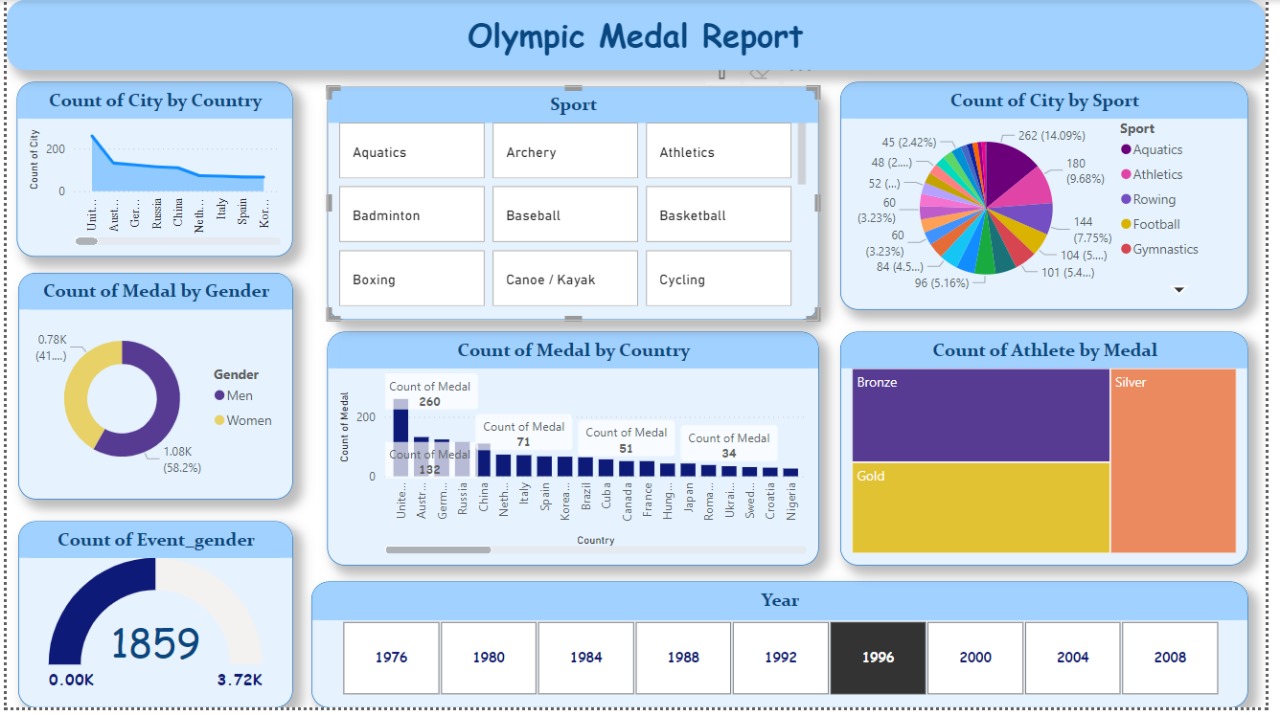 Olympic Medal Report
Count of City by Country
Count of City
200
0
Unit...
Aust...
Ger...
Russia
China
Neth...
Italy
Spain
Kor...
Sport
Aquatics
Archery
Athletics
Badminton
Baseball
Basketball
Boxing
Canoe / Kayak
Cycling
Count of City by Sport
262 (14.09%)
180
(9.68%)
144
(7.75%)
104 (5....)
101 (5.4...)
96 (5.16%)
84 (4.5...)
60
(3.23%)
60
(3.23%)
52 (...)
48 (2....)
45 (2.42%)
Sport
Aquatics
Athletics
Rowing
Football
Gymnastics
Count of Medal by Gender
0.78K
(41....)
1.08K
(58.2%)
Gender
Men
Women
Count of Medal by Country
Count of Medal
200
0
Count of Medal
260
Count of Medal
132
Count of Medal
71
Count of Medal
51
Count of Medal
34
Unite...
Austr...
Germ...
Russia
China
Neth...
Italy
Spain
Korea...
Brazil
Cuba
Canada
France
Hung...
Japan
Roma...
Ukrai...
Swed...
Croatia
Nigeria
Country
Count of Athlete by Medal
Bronze
Silver
Gold
Count of Event_gender
1859
0.00K
3.72K
Year
1976
1980
1984
1988
1992
1996
2000
2004
2008